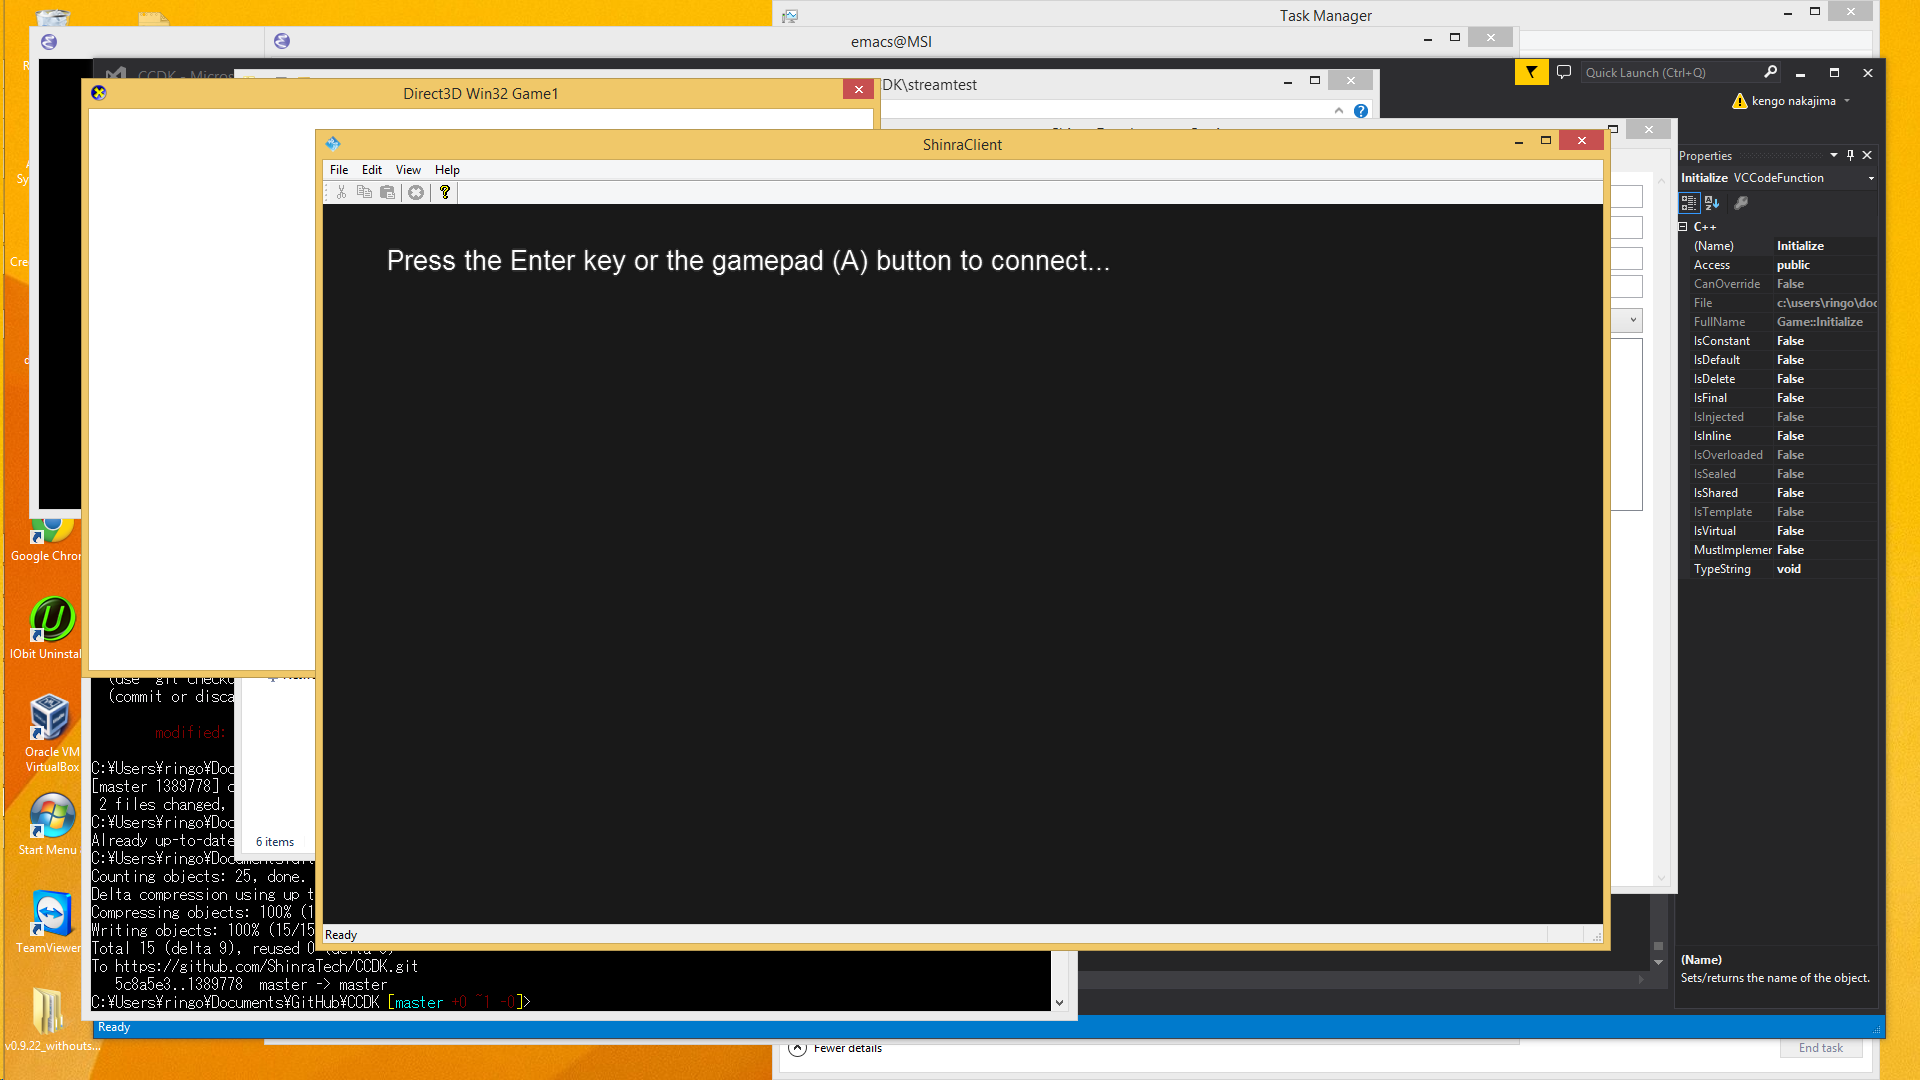 Task Manager
emacs@MSI
CCDK - Micros
DK\streamtest
Quick Launch (Ctrl+Q)
kengo nakajima
Direct3D Win32 Game1
ShinraClient
File Edit View Help
Press the Enter key or the gamepad (A) button to connect...
Ready
Properties
Initialize VCCodeFunction
C++
(Name) Initialize
Access public
CanOverride False
File c:\users\ringo\doc
FullName Game::Initialize
IsConstant False
IsDefault False
IsDelete False
IsFinal False
IsInjected False
IsInline False
IsOverloaded False
IsSealed False
IsShared False
IsTemplate False
IsVirtual False
MustImplemer False
TypeString void
(Name)
Sets/returns the name of the object.
Google Chron
IObit Uninstal
Oracle VM
VirtualBox
Start Menu
TeamViewer
v0.9.22_withouts...
(use "git checko
(commit or disca
modified:
C:¥Users¥ringo¥Doc
[master 1389778] c
2 files changed,
C:¥Users¥ringo¥Doc
Already up-to-date
C:¥Users¥ringo¥Documents
Counting objects: 25, done.
Delta compression using up t
Compressing objects: 100% (1
Writing objects: 100% (15/15
Total 15 (delta 9), reused 0
To https://github.com/ShinraTech/CCDK.git
5c8a5e3..1389778 master -> master
C:¥Users¥ringo¥Documents¥GitHub¥CCDK [master +0 ~1 -0]>
6 items
Ready
Fewer details
End task